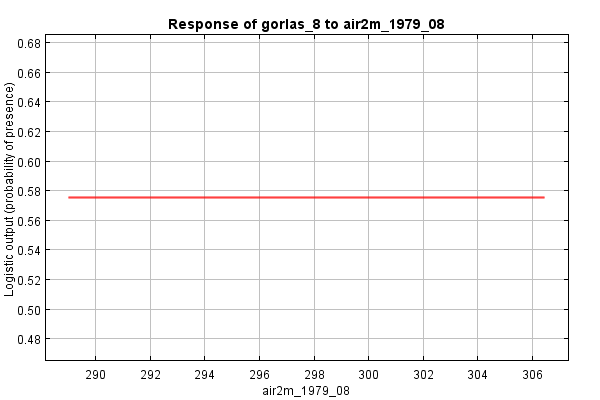 Response of gorlas_8 to air2m_1979_08
Logistic output (probability of presence)
0.68
0.66
0.64
0.62
0.60
0.58
0.56
0.54
0.52
0.50
0.48
290 292 294 296 298 300 302 304 306
air2m_1979_08